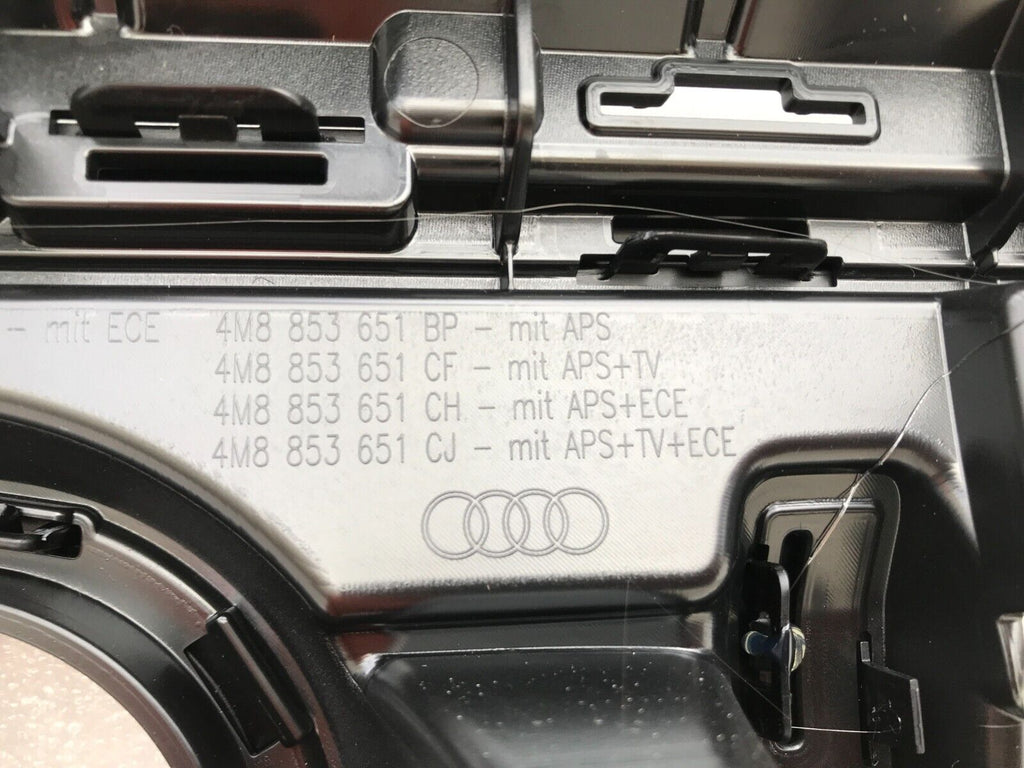 - mit ECE 4M8 853 651 BP - mit APS
4M8 853 651 CF - mit APS+TV
4M8 853 651 CH - mit APS+ECE
4M8 853 651 CJ - mit APS+TV+ECE